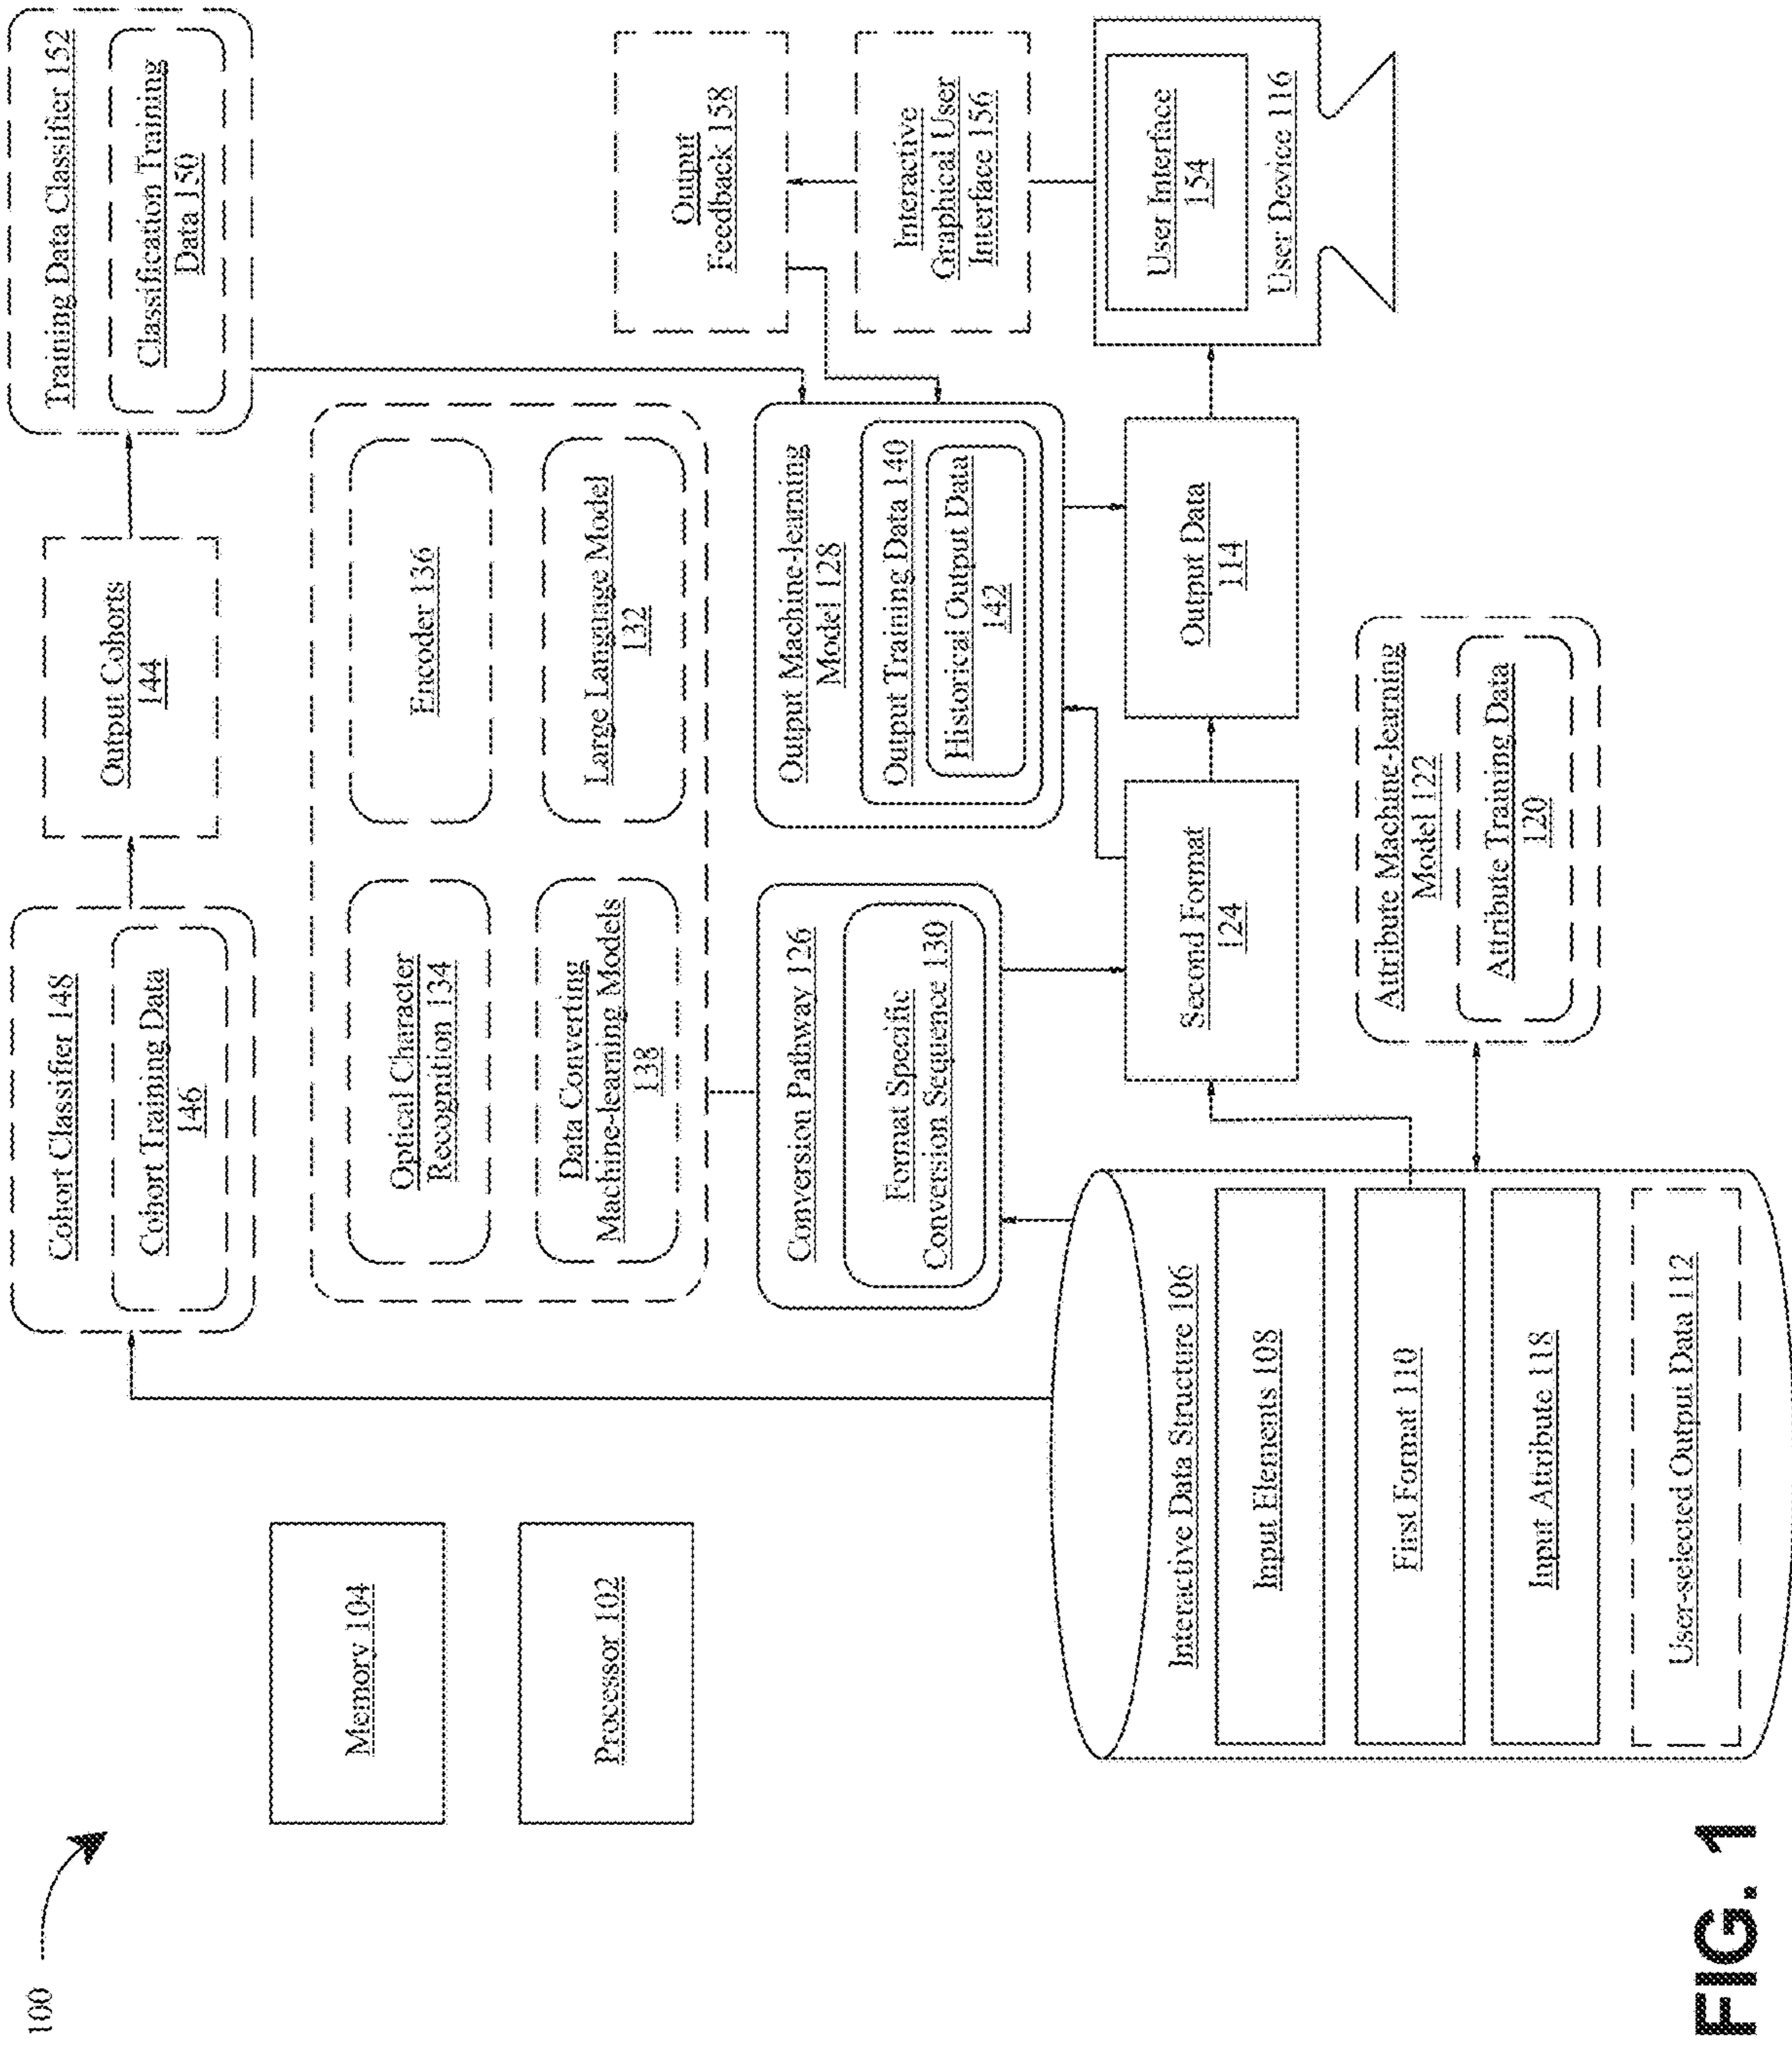 100
Memory 104
Processor 102
Cohort Classifier 148
Cohort Training Data
146
Output Cohorts
144
Training Data Classifier 152
Classification Training
Data 150
Optical Character
Recognition 134
Encoder 136
Data Converting
Machine-learning Models
138
Large Language Model
132
Output
Feedback 158
Conversion Pathway 126
Format Specific
Conversion Sequence 130
Output Machine-learning
Model 128
Output Training Data 140
Historical Output Data
142
Interactive
Graphical User
Interface 156
Interactive Data Structure 106
Input Elements 108
First Format 110
Input Attribute 118
User-selected Output Data 112
Second Format
124
Output Data
114
User Interface
154
User Device 116
Attribute Machine-learning
Model 122
Attribute Training Data
120
FIG. 1